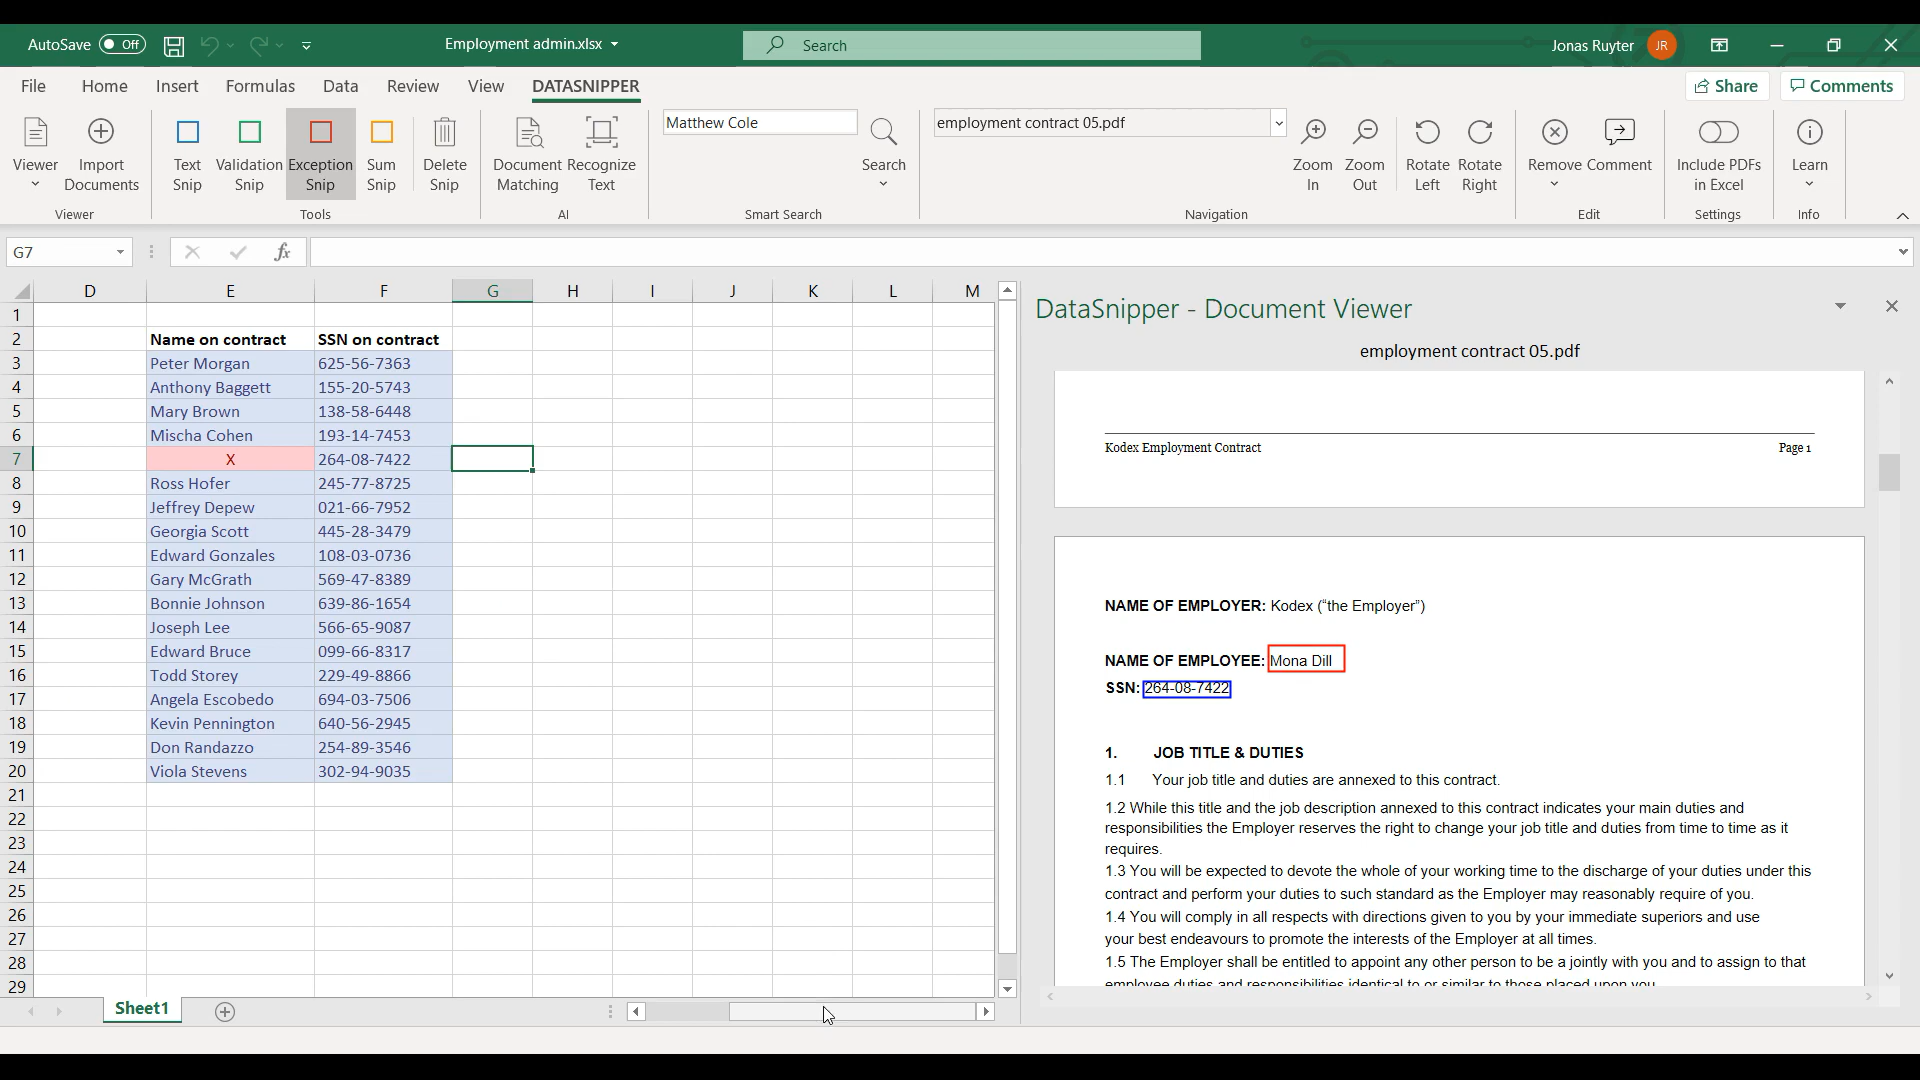 AutoSave Off Employment admin.xlsx Search Jonas Ruyter JR
File Home Insert Formulas Data Review View DATASNIPPER Share Comments
Viewer Import Documents Text Snip Validation Snip Exception Snip Sum Snip Delete Snip Document Matching Recognize Text Matthew Cole Search employment contract 05.pdf Zoom In Zoom Out Rotate Left Rotate Right Remove Comment Include PDFs in Excel Learn
Viewer Tools AI Smart Search Navigation Edit Settings Info
G7 fx
D E F G H I J K L M
1
2 Name on contract SSN on contract
3 Peter Morgan 625-56-7363
4 Anthony Baggett 155-20-5743
5 Mary Brown 138-58-6448
6 Mischa Cohen 193-14-7453
7 X 264-08-7422
8 Ross Hofer 245-77-8725
9 Jeffrey Depew 021-66-7952
10 Georgia Scott 445-28-3479
11 Edward Gonzales 108-03-0736
12 Gary McGrath 569-47-8389
13 Bonnie Johnson 639-86-1654
14 Joseph Lee 566-65-9087
15 Edward Bruce 099-66-8317
16 Todd Storey 229-49-8866
17 Angela Escobedo 694-03-7506
18 Kevin Pennington 640-56-2945
19 Don Randazzo 254-89-3546
20 Viola Stevens 302-94-9035
21
22
23
24
25
26
27
28
29
Sheet1
DataSnipper - Document Viewer
employment contract 05.pdf
Kodex Employment Contract Page 1
NAME OF EMPLOYER: Kodex (“the Employer”)
NAME OF EMPLOYEE: Mona Dill
SSN: 264-08-7422
1. JOB TITLE & DUTIES
1.1 Your job title and duties are annexed to this contract.
1.2 While this title and the job description annexed to this contract indicates your main duties and
responsibilities the Employer reserves the right to change your job title and duties from time to time as it
requires.
1.3 You will be expected to devote the whole of your working time to the discharge of your duties under this
contract and perform your duties to such standard as the Employer may reasonably require of you.
1.4 You will comply in all respects with directions given to you by your immediate superiors and use
your best endeavours to promote the interests of the Employer at all times.
1.5 The Employer shall be entitled to appoint any other person to be a jointly with you and to assign to that
employee duties and responsibilities identical to or similar to those placed upon you